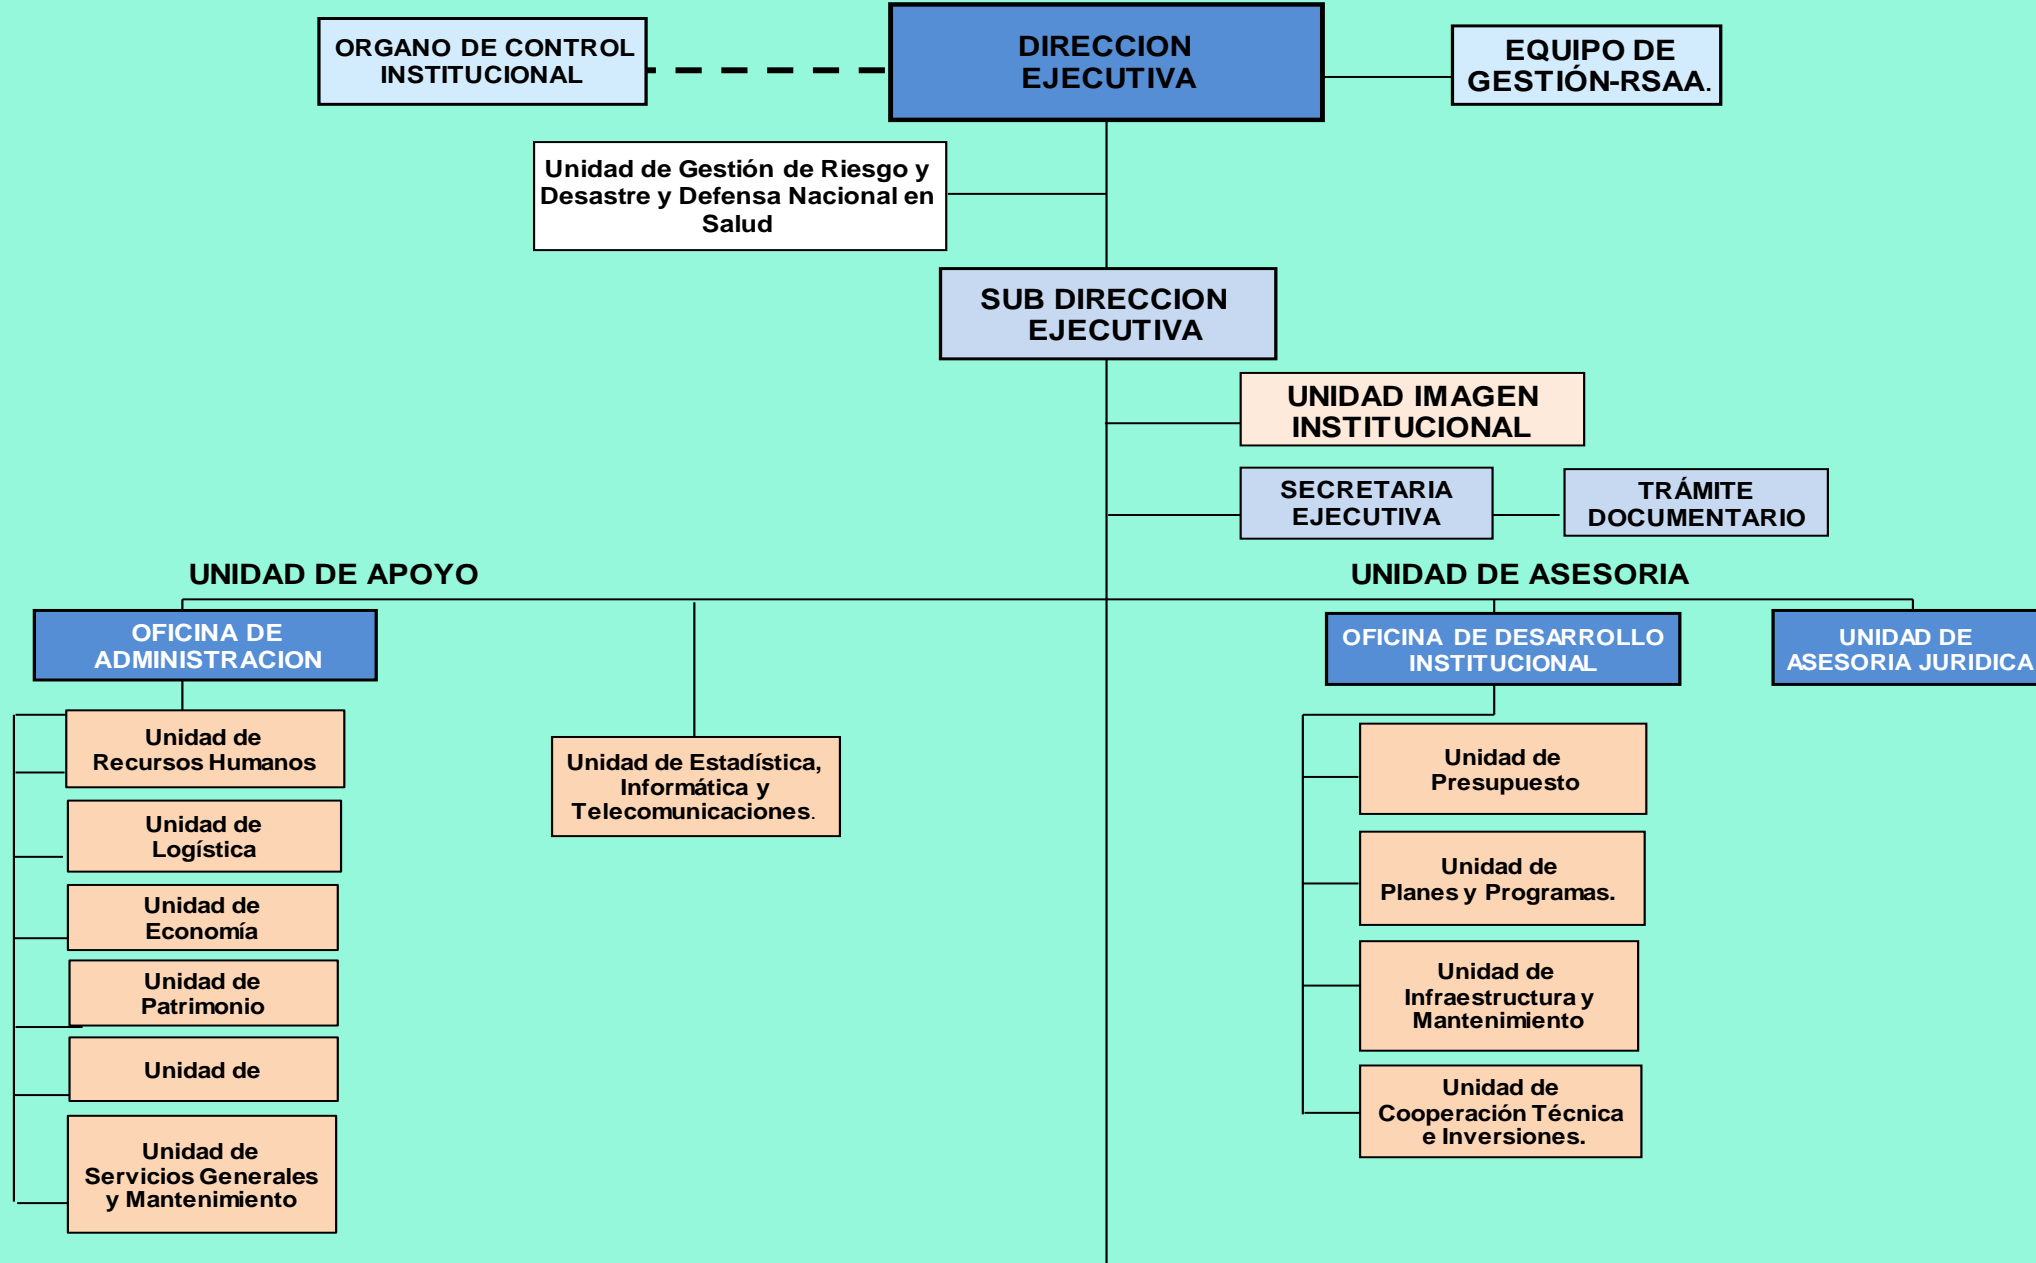 ORGANO DE CONTROL
INSTITUCIONAL
DIRECCION
EJECUTIVA
EQUIPO DE
GESTIÓN-RSAA.
Unidad de Gestión de Riesgo y
Desastre y Defensa Nacional en
Salud
SUB DIRECCION
EJECUTIVA
UNIDAD IMAGEN
INSTITUCIONAL
SECRETARIA
EJECUTIVA
TRÁMITE
DOCUMENTARIO
UNIDAD DE APOYO
UNIDAD DE ASESORIA
OFICINA DE
ADMINISTRACION
OFICINA DE DESARROLLO
INSTITUCIONAL
UNIDAD DE
ASESORIA JURIDICA
Unidad de
Recursos Humanos
Unidad de
Logística
Unidad de
Economía
Unidad de
Patrimonio
Unidad de
Unidad de
Servicios Generales
y Mantenimiento
Unidad de Estadística,
Informática y
Telecomunicaciones.
Unidad de
Presupuesto
Unidad de
Planes y Programas.
Unidad de
Infraestructura y
Mantenimiento
Unidad de
Cooperación Técnica
e Inversiones.